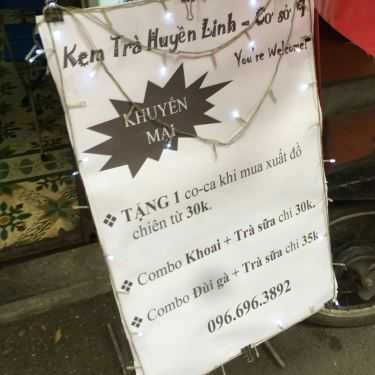 Kem Trà Huyền Linh - Cơ sở 9
You're Welcome!
KHUYẾN
MẠI
❖ TẶNG 1 co-ca khi mua xuất đồ
chiên từ 30k.
❖ Combo Khoai + Trà sữa chỉ 30k.
❖ Combo Đùi gà + Trà sữa chỉ 35k
096.696.3892